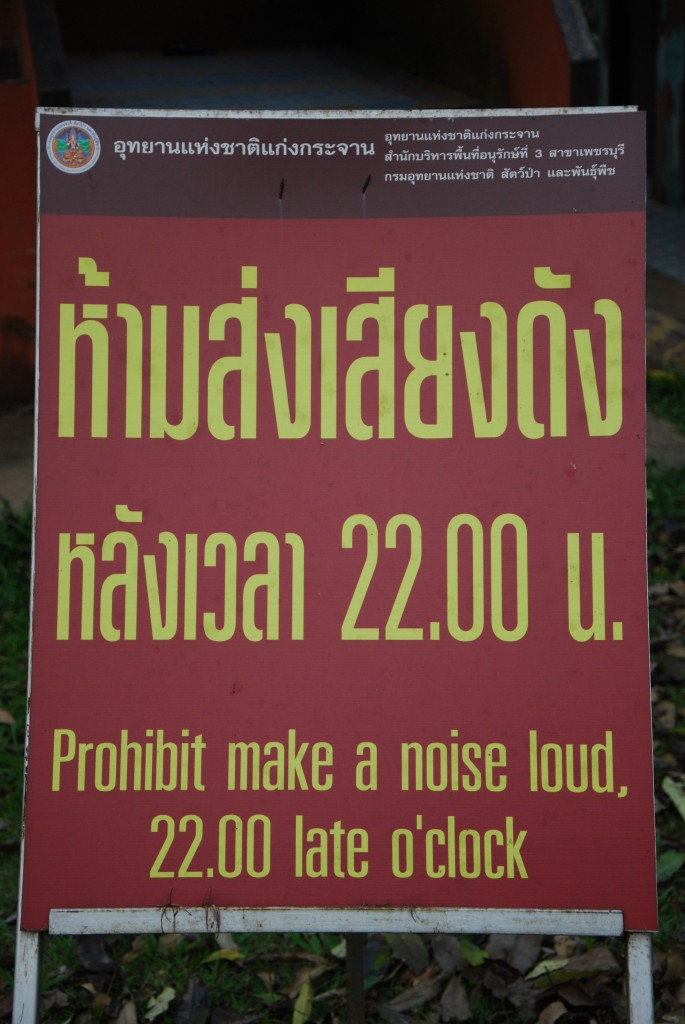 อุทยานแห่งชาติแก่งกระจาน
อุทยานแห่งชาติแก่งกระจาน
สำนักบริหารพื้นที่อนุรักษ์ที่ 3 สาขาเพชรบุรี
กรมอุทยานแห่งชาติ สัตว์ป่า และพันธุ์พืช
ห้ามส่งเสียงดัง
หลังเวลา 22.00 น.
Prohibit make a noise loud,
22.00 late o'clock